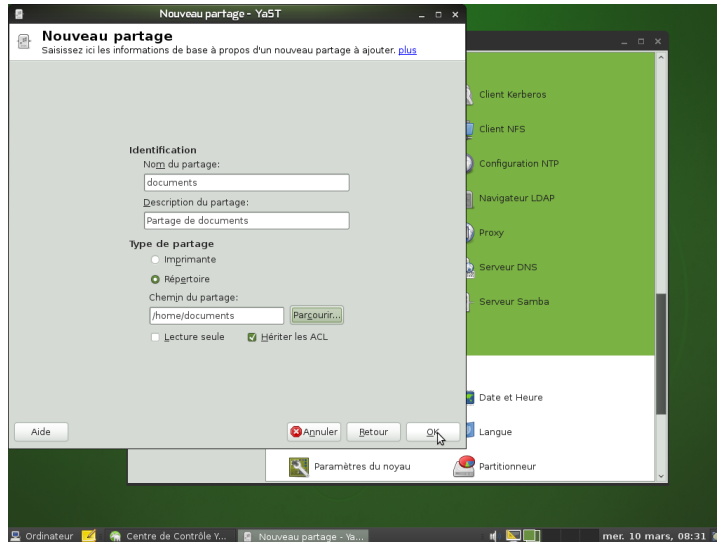 Nouveau partage - YaST
Nouveau partage
Saisissez ici les informations de base à propos d'un nouveau partage à ajouter. plus
Identification
Nom du partage:
documents
Description du partage:
Partage de documents
Type de partage
Imprimante
Répertoire
Chemin du partage:
/home/documents
Parcourir...
Lecture seule
Hériter les ACL
Aide
Annuler
Retour
OK
Client Kerberos
Client NFS
Configuration NTP
Navigateur LDAP
Proxy
Serveur DNS
Serveur Samba
Date et Heure
Langue
Paramètres du noyau
Partitionneur
Ordinateur
Centre de Contrôle Y...
Nouveau partage - Ya...
mer. 10 mars, 08:31